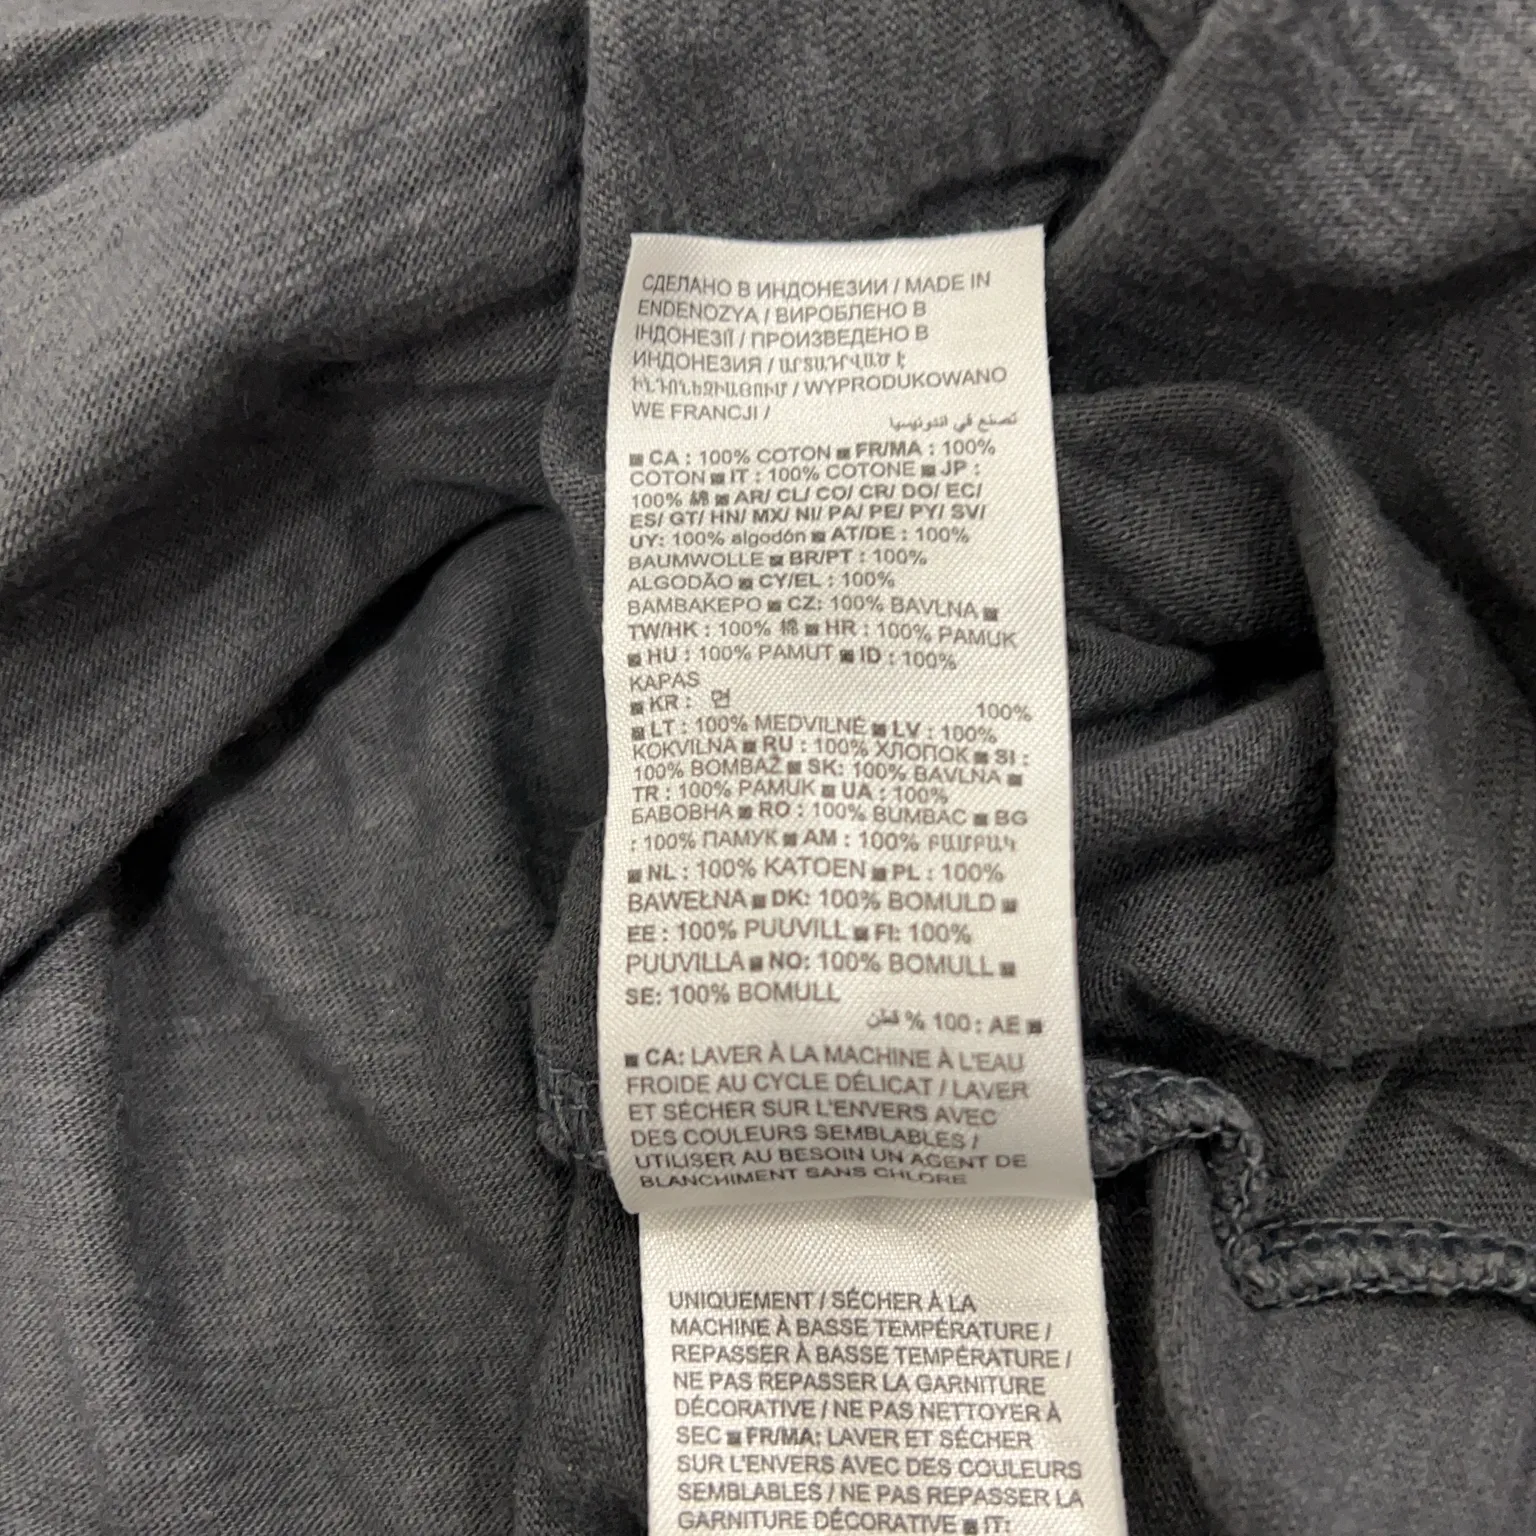 СДЕЛАНО В ИНДОНЕЗИИ / MADE IN
ENDENOZYA / ВИРОБЛЕНО В
ІНДОНЕЗІЇ / ПРОИЗВЕДЕНО В
ИНДОНЕЗИЯ / ԱՐՏԱԴՎԱԾ Է
ԻՆԴՈՆԵԶԻԱՅՈՒՄ / WYPRODUKOWANO
WE FRANCJI /
تصنع في اندونيسيا
■ CA : 100% COTON ■ FR/MA : 100%
COTON ■ IT : 100% COTONE ■ JP :
100% 綿 ■ AR/ CL/ CO/ CR/ DO/ EC/
ES/ GT/ HN/ MX/ NI/ PA/ PE/ PY/ SV/
UY: 100% algodón ■ AT/DE : 100%
BAUMWOLLE ■ BR/PT : 100%
ALGODÃO ■ CY/EL : 100%
BAMBAKEPO ■ CZ: 100% BAVLNA ■
TW/HK : 100% 棉 ■ HR : 100% PAMUK
■ HU : 100% PAMUT ■ ID : 100%
KAPAS
■ KR : 면 100%
■ LT : 100% MEDVILNĖ ■ LV : 100%
KOKVILNA ■ RU : 100% ХЛОПОК ■ SI :
100% BOMBAŽ ■ SK: 100% BAVLNA ■
TR : 100% PAMUK ■ UA : 100%
БАВОВНА ■ RO : 100% BUMBAC ■ BG
: 100% ПАМУК ■ AM : 100% ԲԱՄԲԱԿ
■ NL : 100% KATOEN ■ PL : 100%
BAWEŁNA ■ DK: 100% BOMULD ■
EE : 100% PUUVILL ■ FI: 100%
PUUVILLA ■ NO: 100% BOMULL ■
SE: 100% BOMULL
■ AE : 100 % قطن
■ CA: LAVER À LA MACHINE À L'EAU
FROIDE AU CYCLE DÉLICAT / LAVER
ET SÉCHER SUR L'ENVERS AVEC
DES COULEURS SEMBLABLES /
UTILISER AU BESOIN UN AGENT DE
BLANCHIMENT SANS CHLORE
UNIQUEMENT / SÉCHER À LA
MACHINE À BASSE TEMPÉRATURE /
REPASSER À BASSE TEMPÉRATURE /
NE PAS REPASSER LA GARNITURE
DÉCORATIVE / NE PAS NETTOYER À
SEC ■ FR/MA: LAVER ET SÉCHER
SUR L'ENVERS AVEC DES COULEURS
SEMBLABLES / NE PAS REPASSER LA
GARNITURE DÉCORATIVE ■ IT: